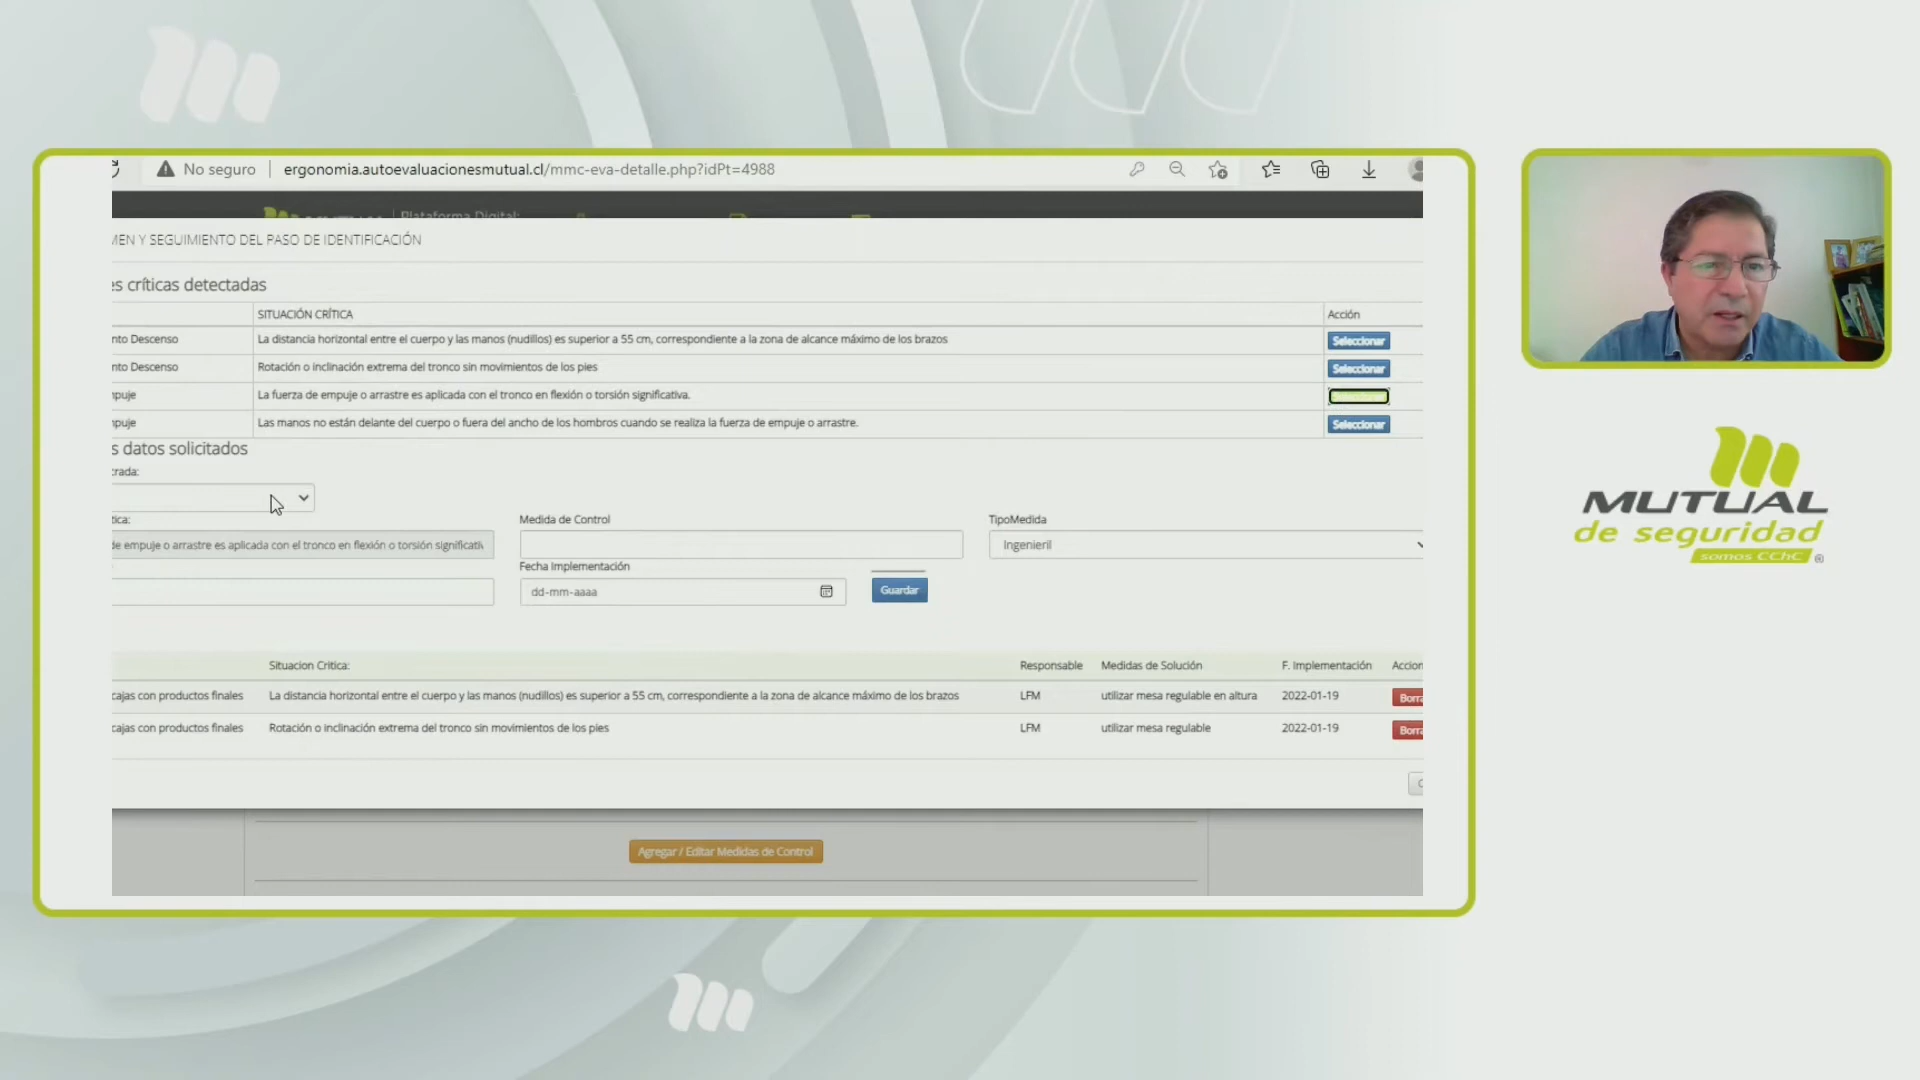 No seguro
ergonomia.autoevaluacionesmutual.cl/mmc-eva-detalle.php?idPt=4988
Plataforma Digital:
MEN Y SEGUIMIENTO DEL PASO DE IDENTIFICACIÓN
es críticas detectadas
SITUACIÓN CRÍTICA Acción
nto Descenso La distancia horizontal entre el cuerpo y las manos (nudillos) es superior a 55 cm, correspondiente a la zona de alcance máximo de los brazos Seleccionar
nto Descenso Rotación o inclinación extrema del tronco sin movimientos de los pies Seleccionar
mpuje La fuerza de empuje o arrastre es aplicada con el tronco en flexión o torsión significativa.
mpuje Las manos no están delante del cuerpo o fuera del ancho de los hombros cuando se realiza la fuerza de empuje o arrastre. Seleccionar
s datos solicitados
trada:
tica: Medida de Control TipoMedida
de empuje o arrastre es aplicada con el tronco en flexión o torsión significativ Ingenieril
Fecha Implementación
dd-mm-aaaa Guardar
Situacion Critica: Responsable Medidas de Solución F. Implementación Accion
cajas con productos finales La distancia horizontal entre el cuerpo y las manos (nudillos) es superior a 55 cm, correspondiente a la zona de alcance máximo de los brazos LFM utilizar mesa regulable en altura 2022-01-19 Borra
cajas con productos finales Rotación o inclinación extrema del tronco sin movimientos de los pies LFM utilizar mesa regulable 2022-01-19 Borra
Agregar / Editar Medidas de Control
MUTUAL
de seguridad
somos CChC ®